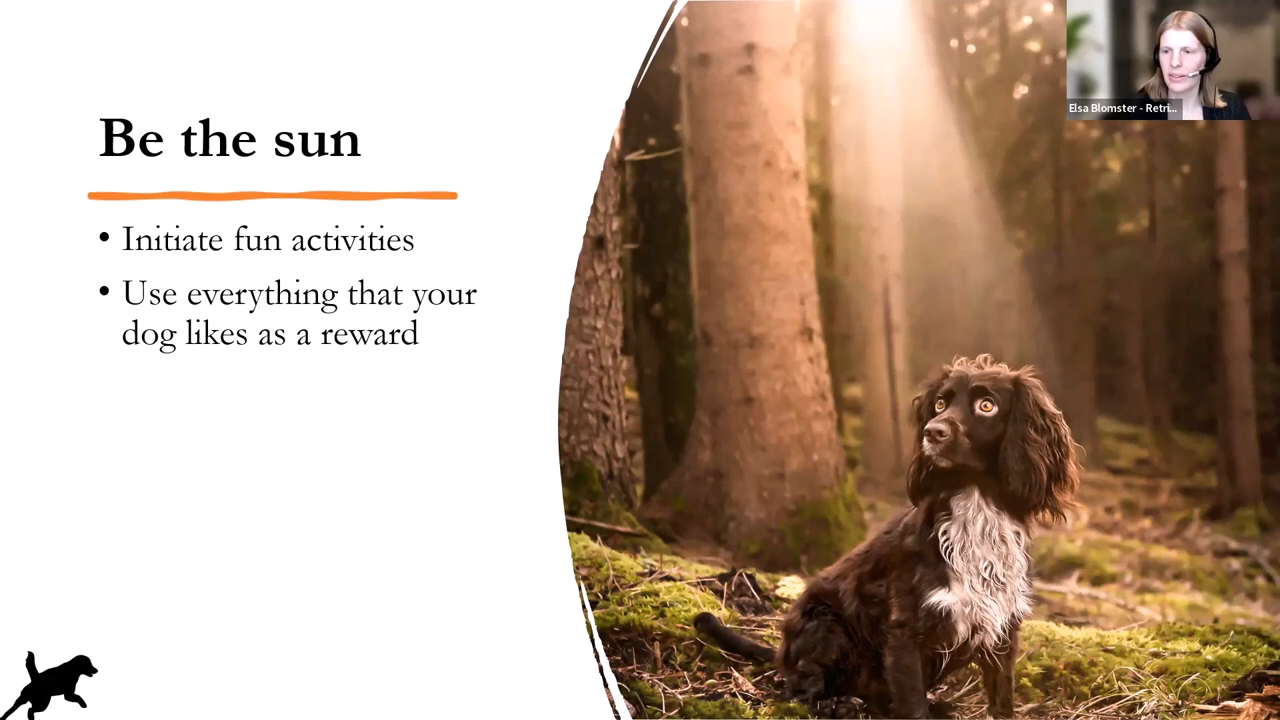 Be the sun
• Initiate fun activities
• Use everything that your
dog likes as a reward
Elsa Blomster - Retri...